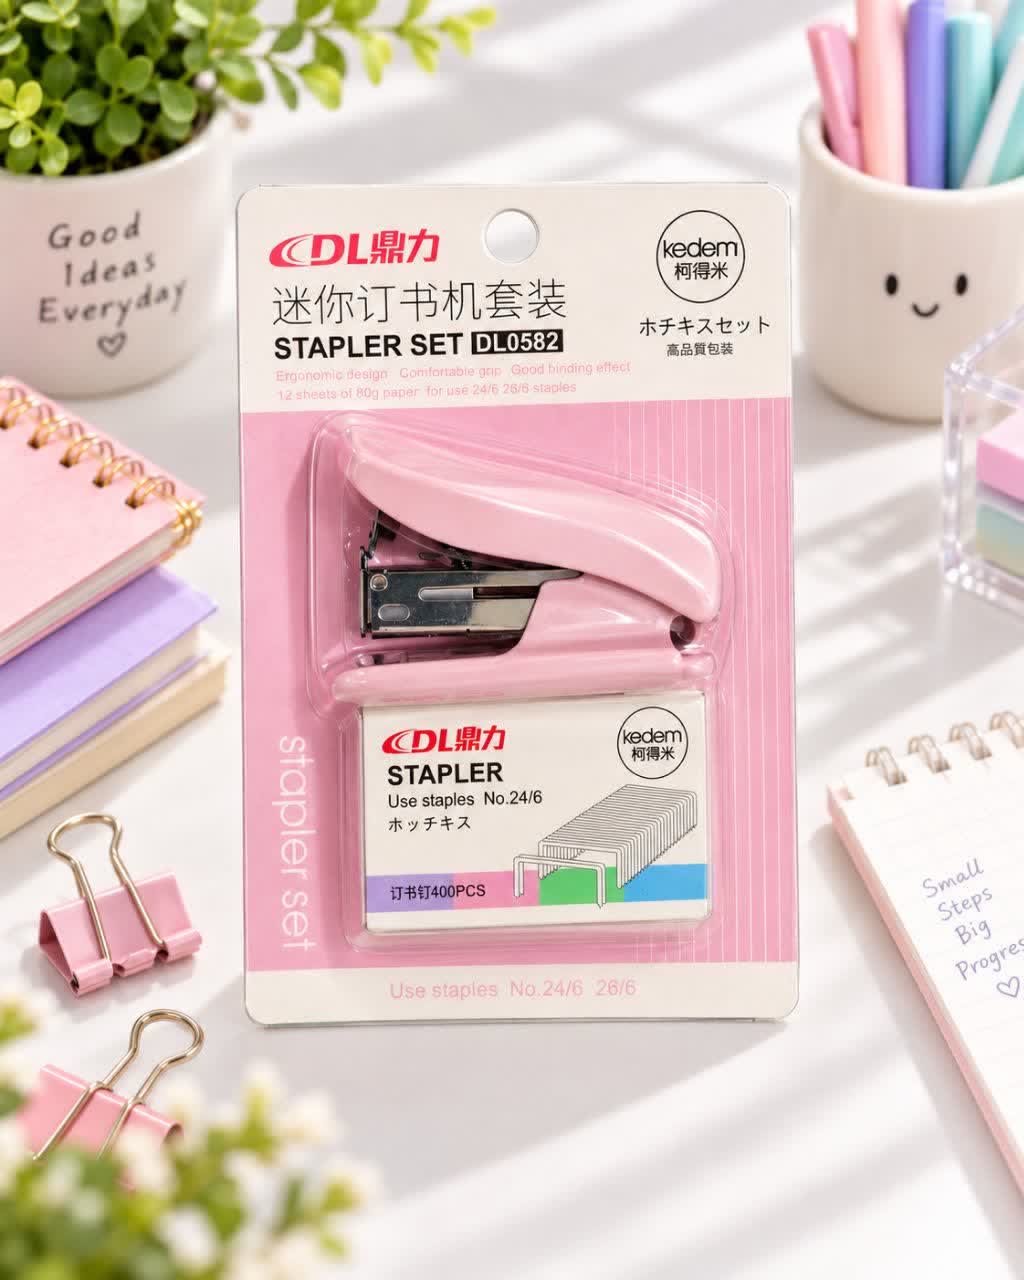 Good
Ideas
Everyday
CDL鼎力
kedem
柯得米
迷你订书机套装
ホチキスセット
STAPLER SET DL0582
高品質包装
Ergonomic design Comfortable grip Good binding effect
12 sheets of 80g paper for use 24/6 26/6 staples
stapler set
CDL鼎力
kedem
柯得米
STAPLER
Use staples No.24/6
ホッチキス
订书钉400PCS
Use staples No.24/6 26/6
Small
Steps
Big